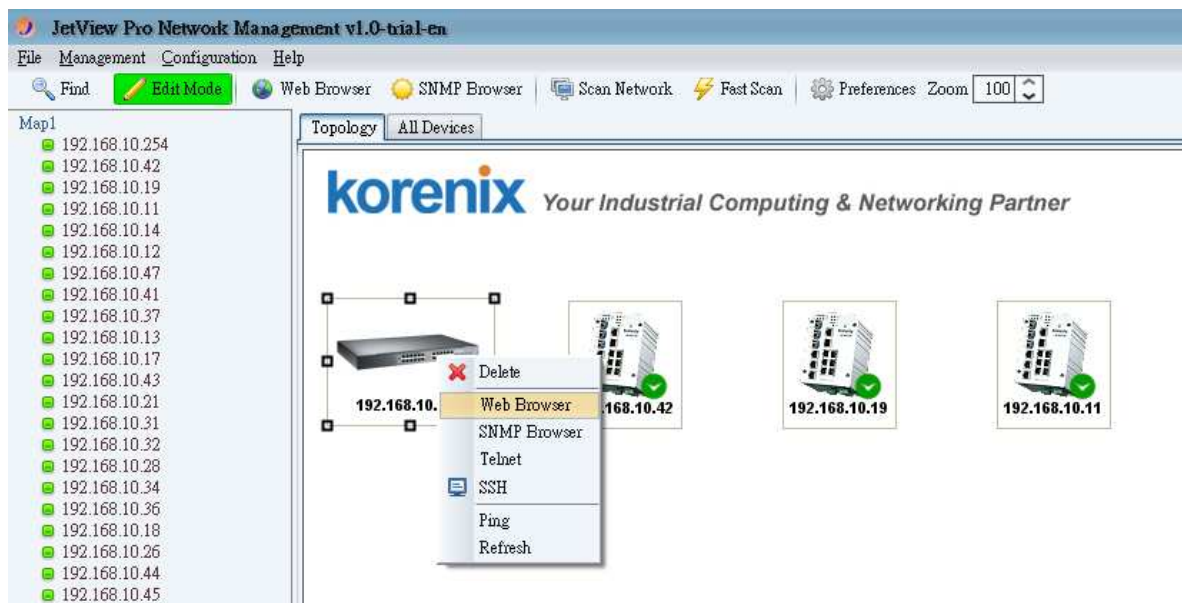 JetView Pro Network Management v1.0-trial-en
File Management Configuration Help
Find Edit Mode Web Browser SNMP Browser Scan Network Fast Scan Preferences Zoom 100
Map1
192.168.10.254
192.168.10.42
192.168.10.19
192.168.10.11
192.168.10.14
192.168.10.12
192.168.10.47
192.168.10.41
192.168.10.37
192.168.10.13
192.168.10.17
192.168.10.43
192.168.10.21
192.168.10.31
192.168.10.32
192.168.10.28
192.168.10.34
192.168.10.36
192.168.10.18
192.168.10.26
192.168.10.44
192.168.10.45
Topology All Devices
korenix Your Industrial Computing & Networking Partner
192.168.10.
.168.10.42
192.168.10.19
192.168.10.11
Delete
Web Browser
SNMP Browser
Telnet
SSH
Ping
Refresh